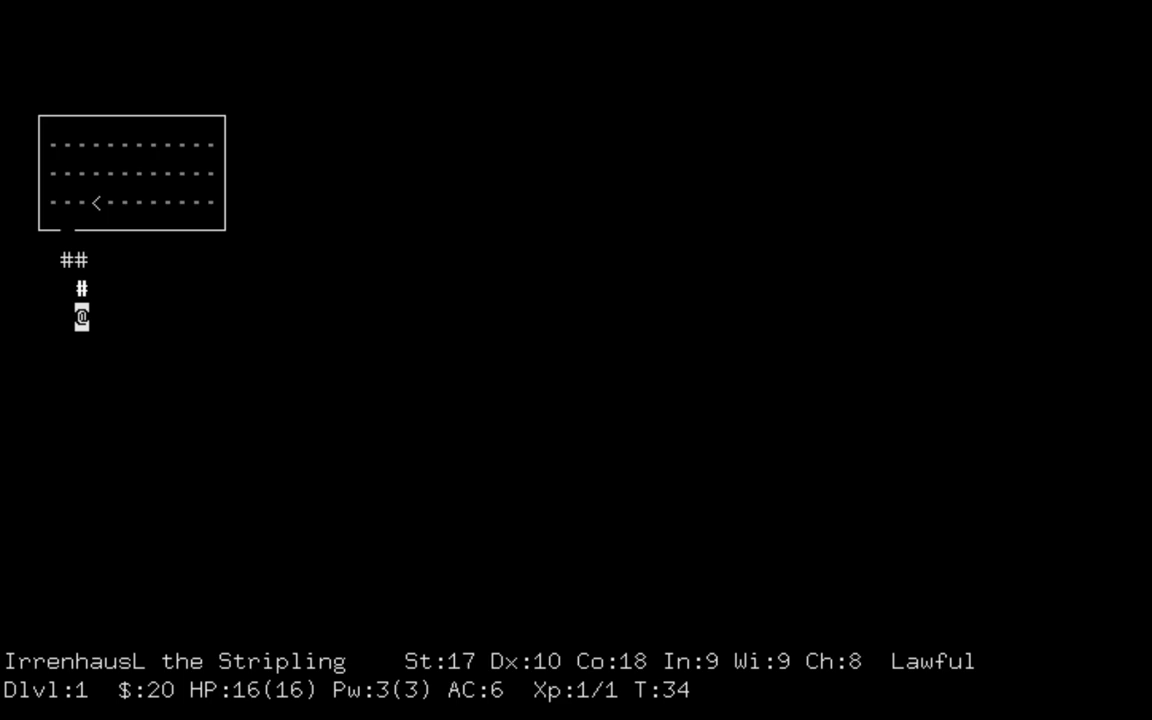 - - - - - - - - - - - -
- - - - - - - - - - - -
- - - < - - - - - - - -
##
#
@
IrrenhausL the Stripling    St:17 Dx:10 Co:18 In:9 Wi:9 Ch:8  Lawful
Dlvl:1  $:20 HP:16(16) Pw:3(3) AC:6  Xp:1/1 T:34